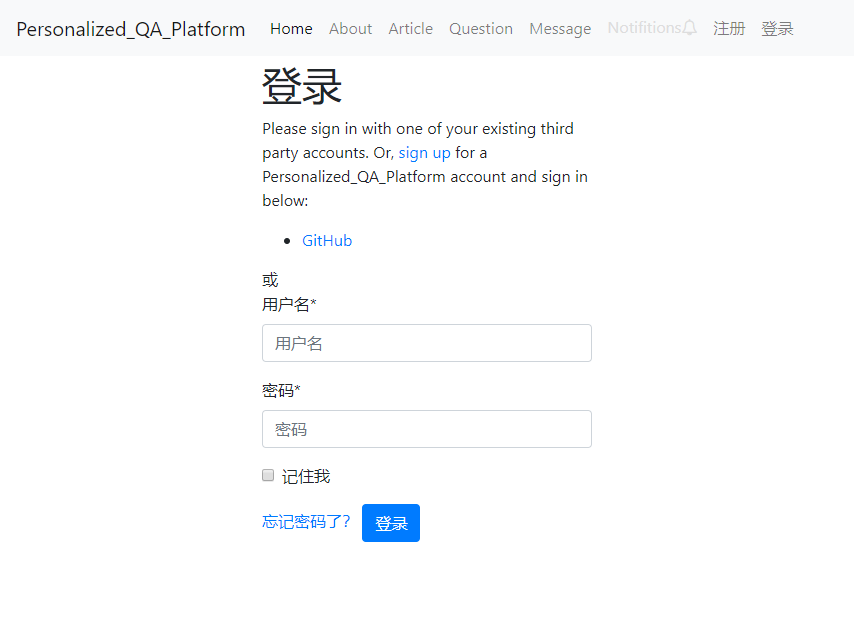 Personalized_QA_Platform Home About Article Question Message Notifitions 注册 登录
登录
Please sign in with one of your existing third
party accounts. Or, sign up for a
Personalized_QA_Platform account and sign in
below:
GitHub
或
用户名*
用户名
密码*
密码
记住我
忘记密码了? 登录